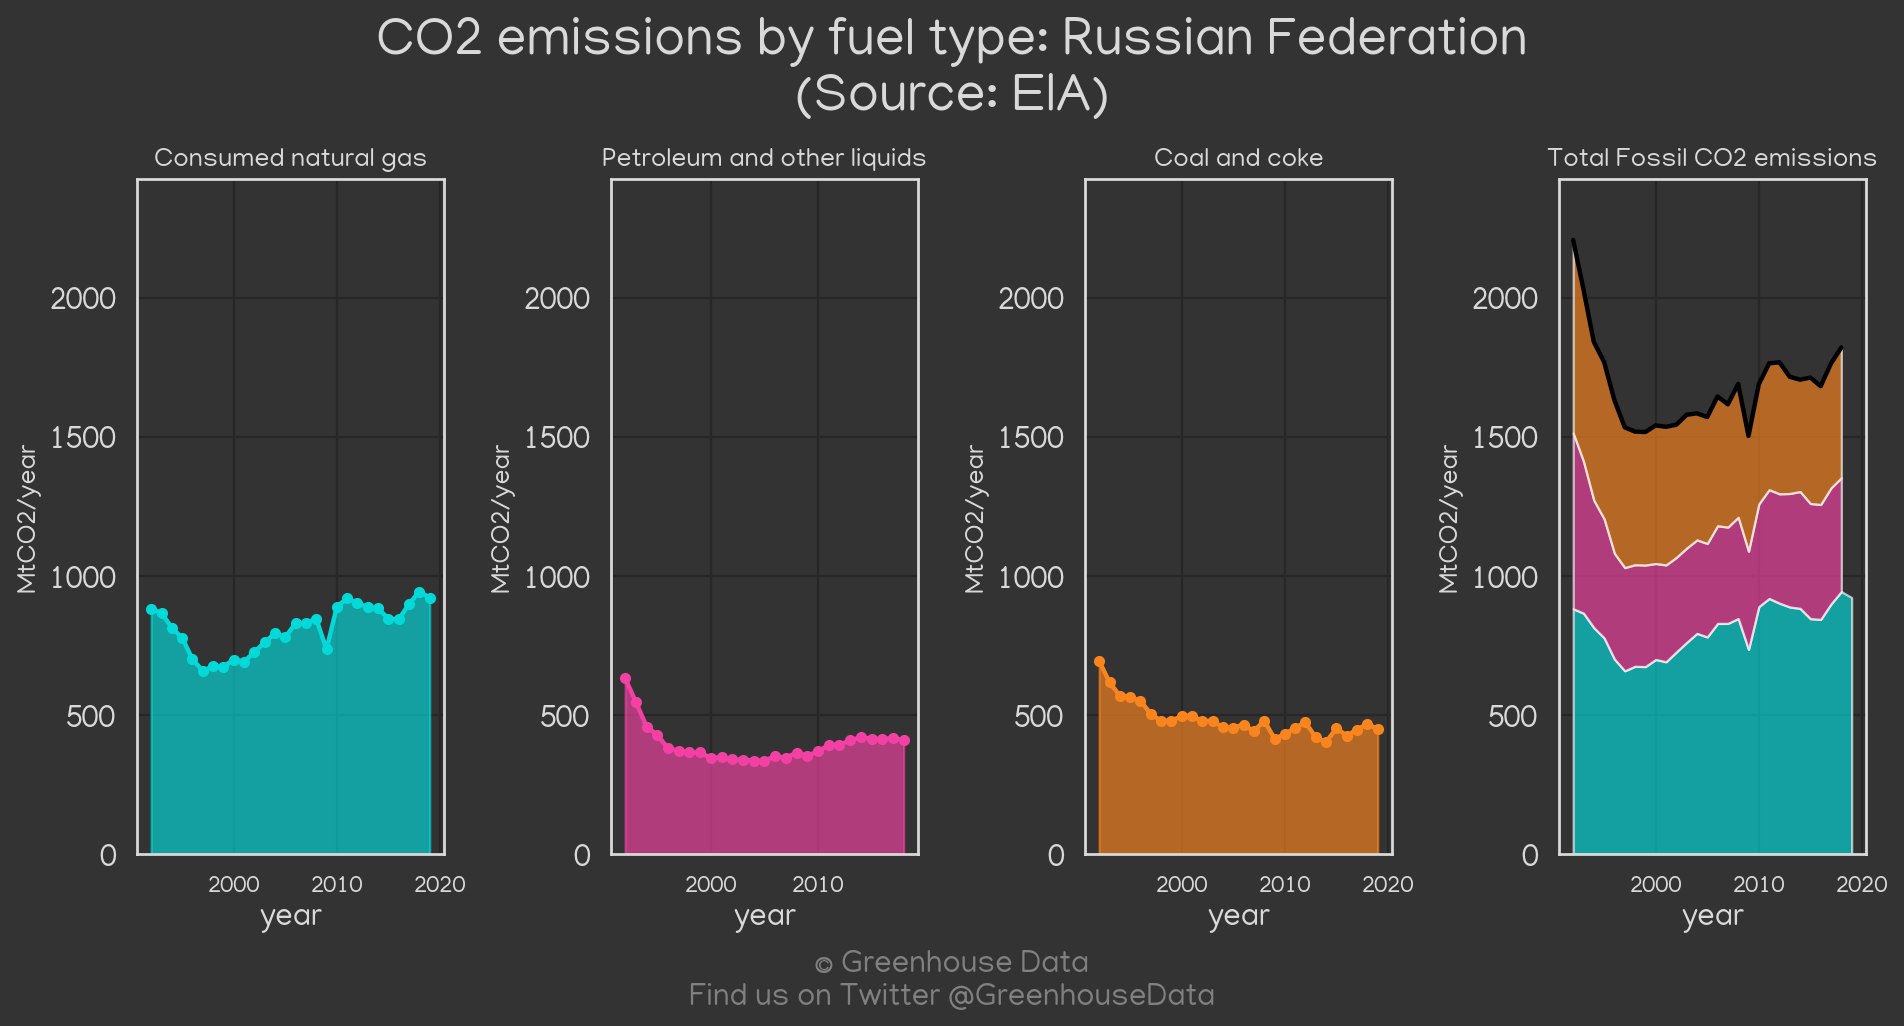 CO2 emissions by fuel type: Russian Federation
(Source: EIA)
Consumed natural gas
Petroleum and other liquids
Coal and coke
Total Fossil CO2 emissions
MtCO2/year
2000
1500
1000
500
0
2000 2010 2020
year
MtCO2/year
2000
1500
1000
500
0
2000 2010
year
MtCO2/year
2000
1500
1000
500
0
2000 2010 2020
year
MtCO2/year
2000
1500
1000
500
0
2000 2010 2020
year
© Greenhouse Data
Find us on Twitter @GreenhouseData